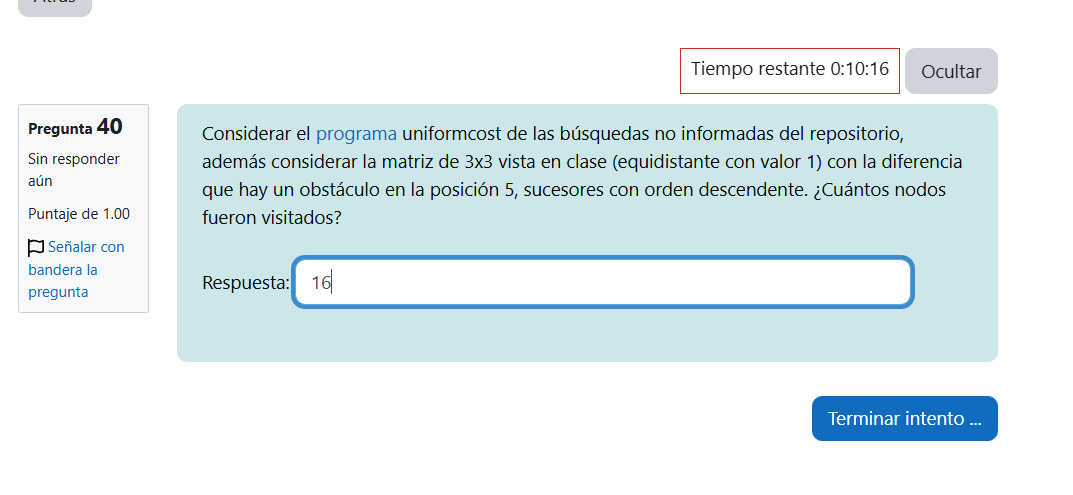 Atrás
Tiempo restante 0:10:16
Ocultar
Pregunta 40
Sin responder
aún
Puntaje de 1.00
Señalar con
bandera la
pregunta
Considerar el programa uniformcost de las búsquedas no informadas del repositorio,
además considerar la matriz de 3x3 vista en clase (equidistante con valor 1) con la diferencia
que hay un obstáculo en la posición 5, sucesores con orden descendente. ¿Cuántos nodos
fueron visitados?
Respuesta: 16
Terminar intento ...